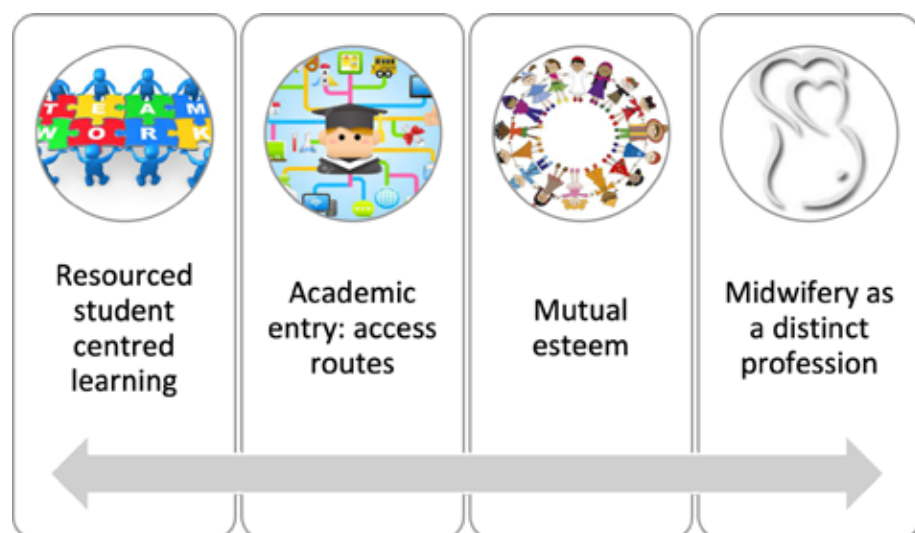 TEAM
WORK
Resourced
student
centred
learning
Academic
entry: access
routes
Mutual
esteem
Midwifery as
a distinct
profession